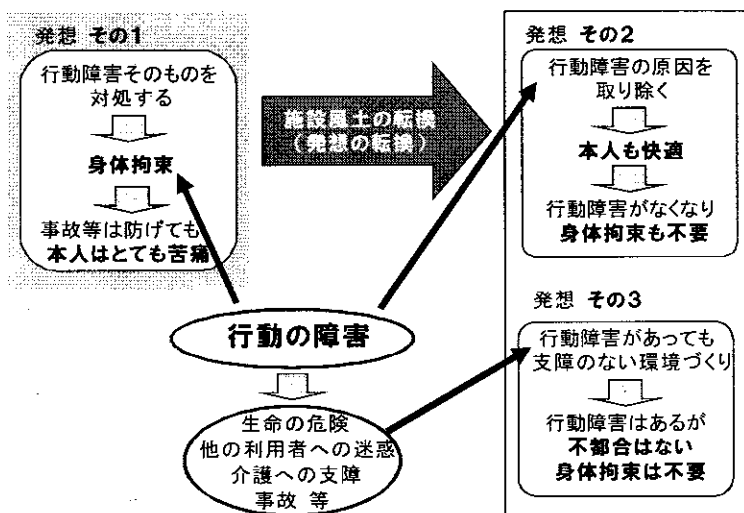 発想 その1
行動障害そのものを
対処する
身体拘束
事故等は防げても
本人はとても苦痛
施設風土の転換
(発想の転換)
発想 その2
行動障害の原因を
取り除く
本人も快適
行動障害がなくなり
身体拘束も不要
行動の障害
生命の危険
他の利用者への迷惑
介護への支障
事故 等
発想 その3
行動障害があっても
支障のない環境づくり
行動障害はあるが
不都合はない
身体拘束は不要